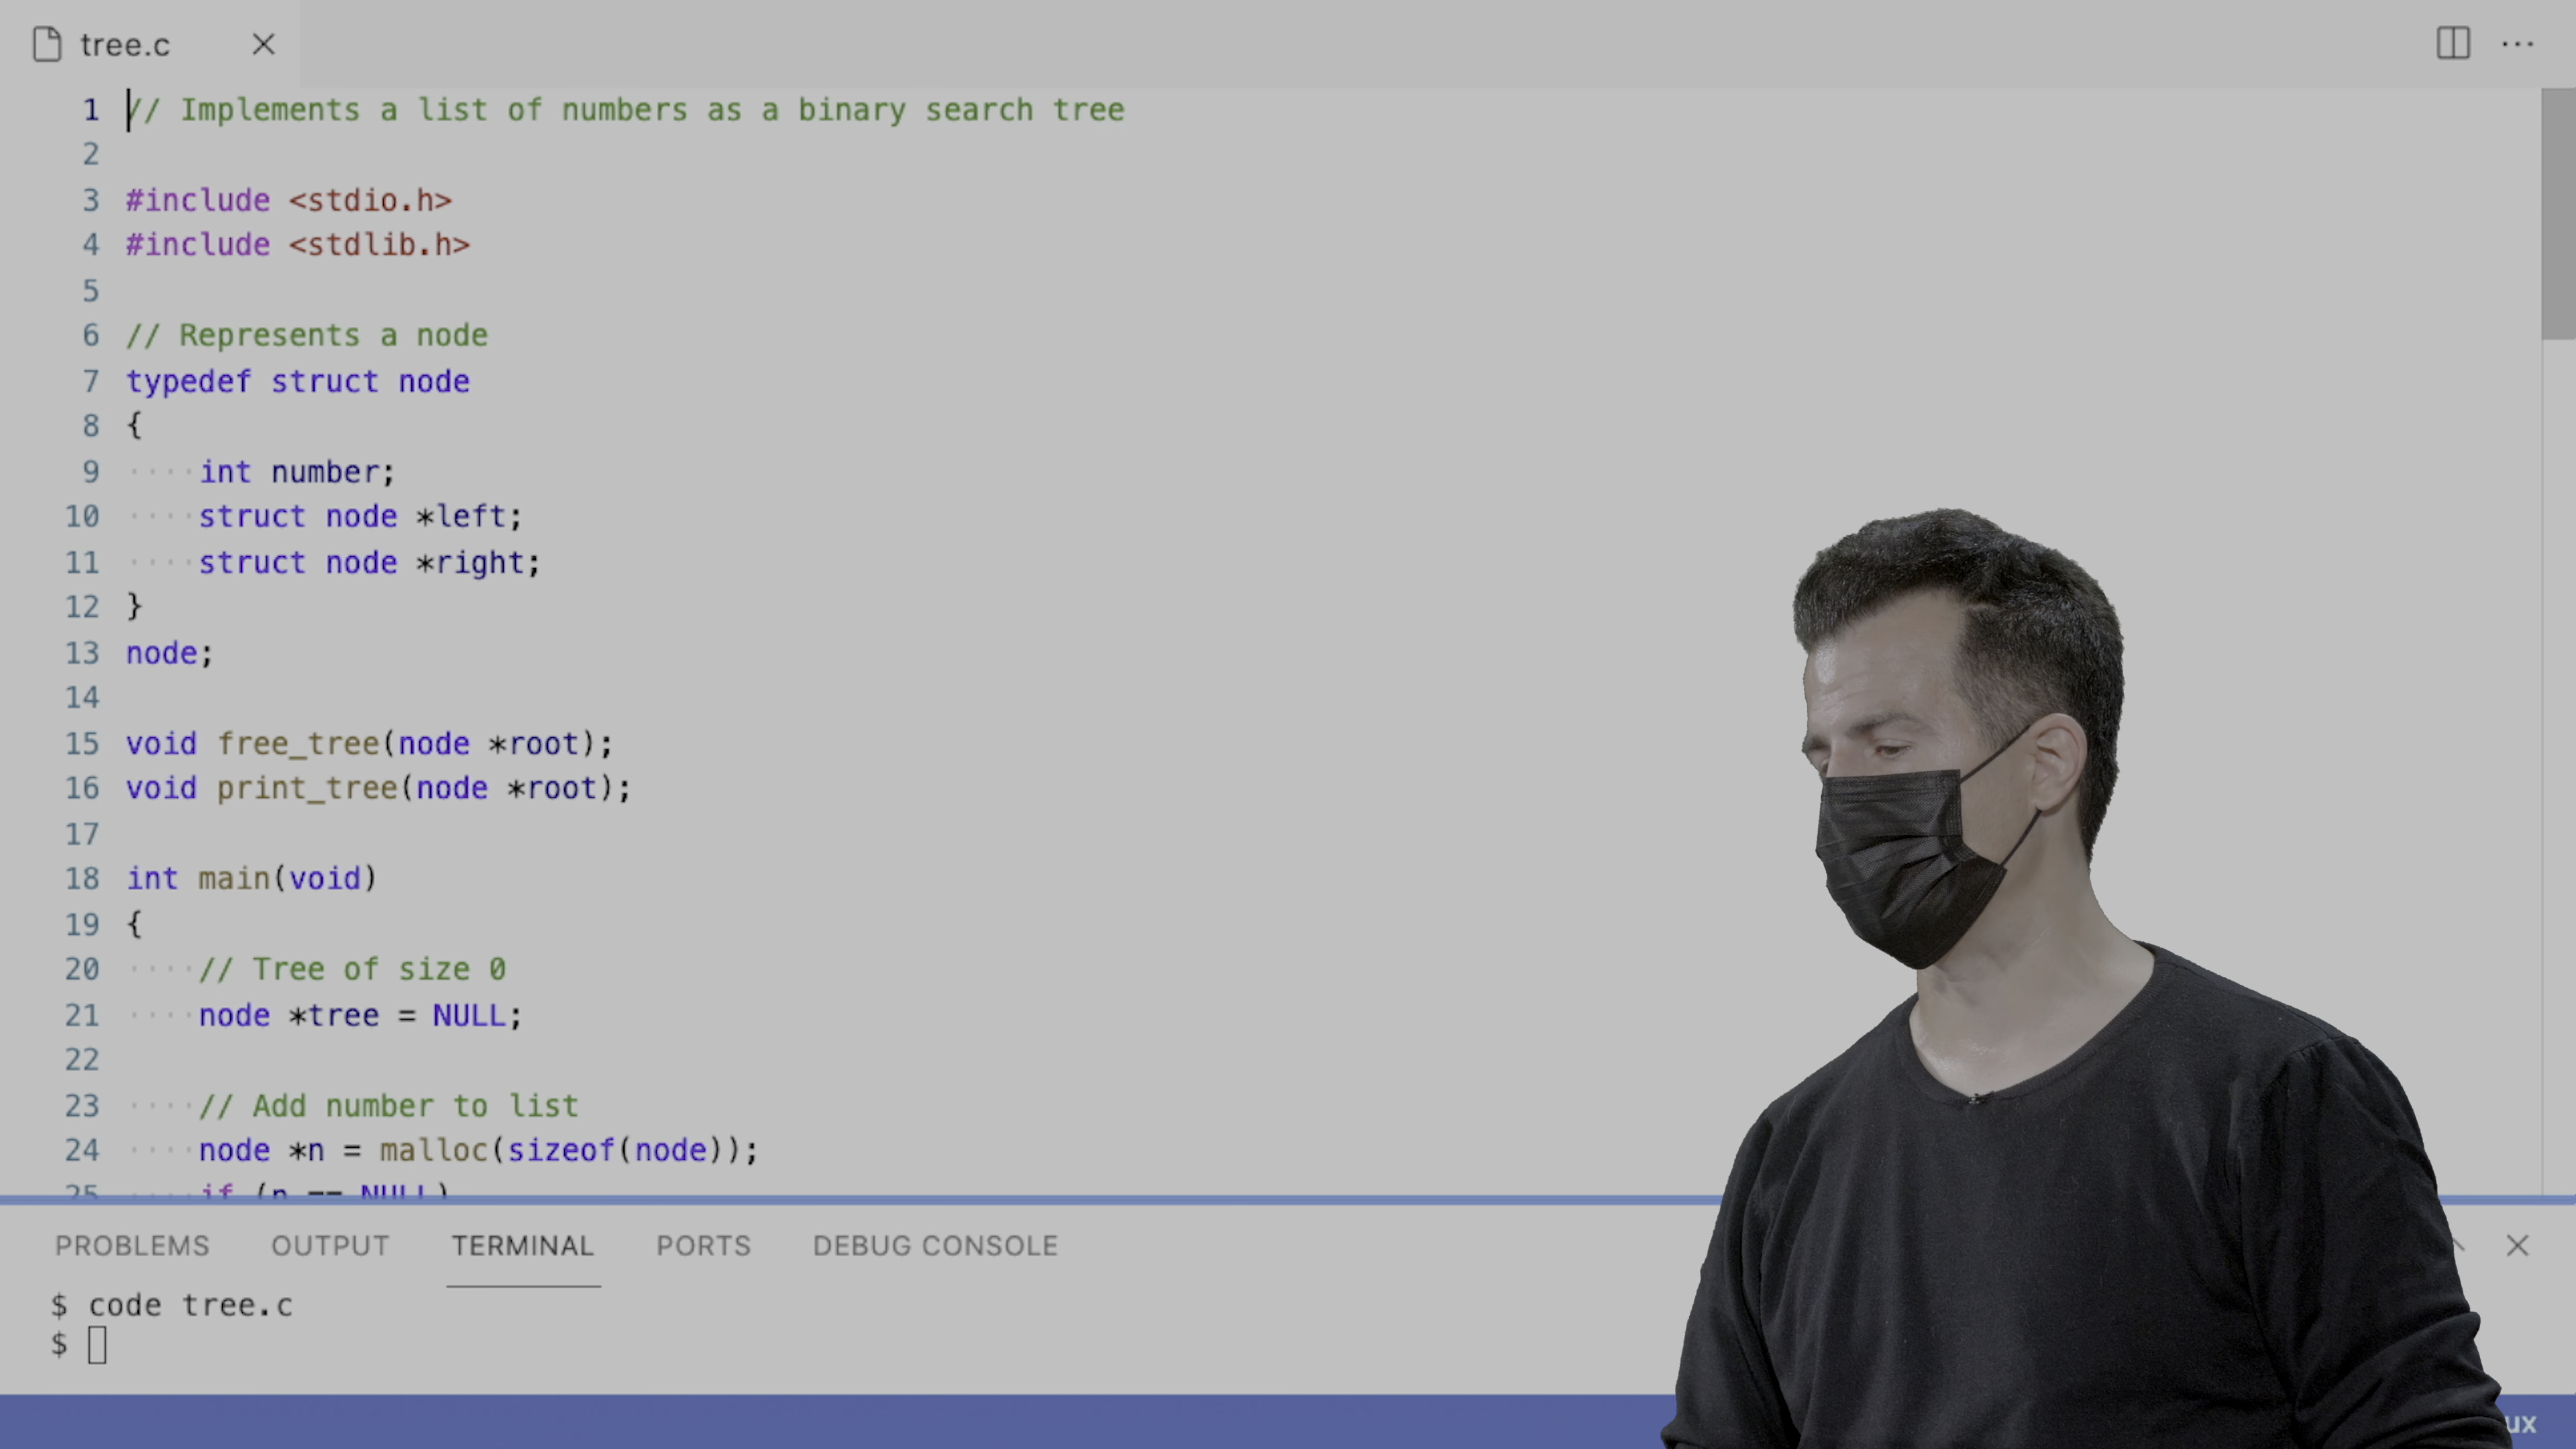 tree.c
1 // Implements a list of numbers as a binary search tree
2
3 #include <stdio.h>
4 #include <stdlib.h>
5
6 // Represents a node
7 typedef struct node
8 {
9 ····int number;
10 ····struct node *left;
11 ····struct node *right;
12 }
13 node;
14
15 void free_tree(node *root);
16 void print_tree(node *root);
17
18 int main(void)
19 {
20 ····// Tree of size 0
21 ····node *tree = NULL;
22
23 ····// Add number to list
24 ····node *n = malloc(sizeof(node));
25 ····if (n == NULL)
PROBLEMS OUTPUT TERMINAL PORTS DEBUG CONSOLE
$ code tree.c
$
ux